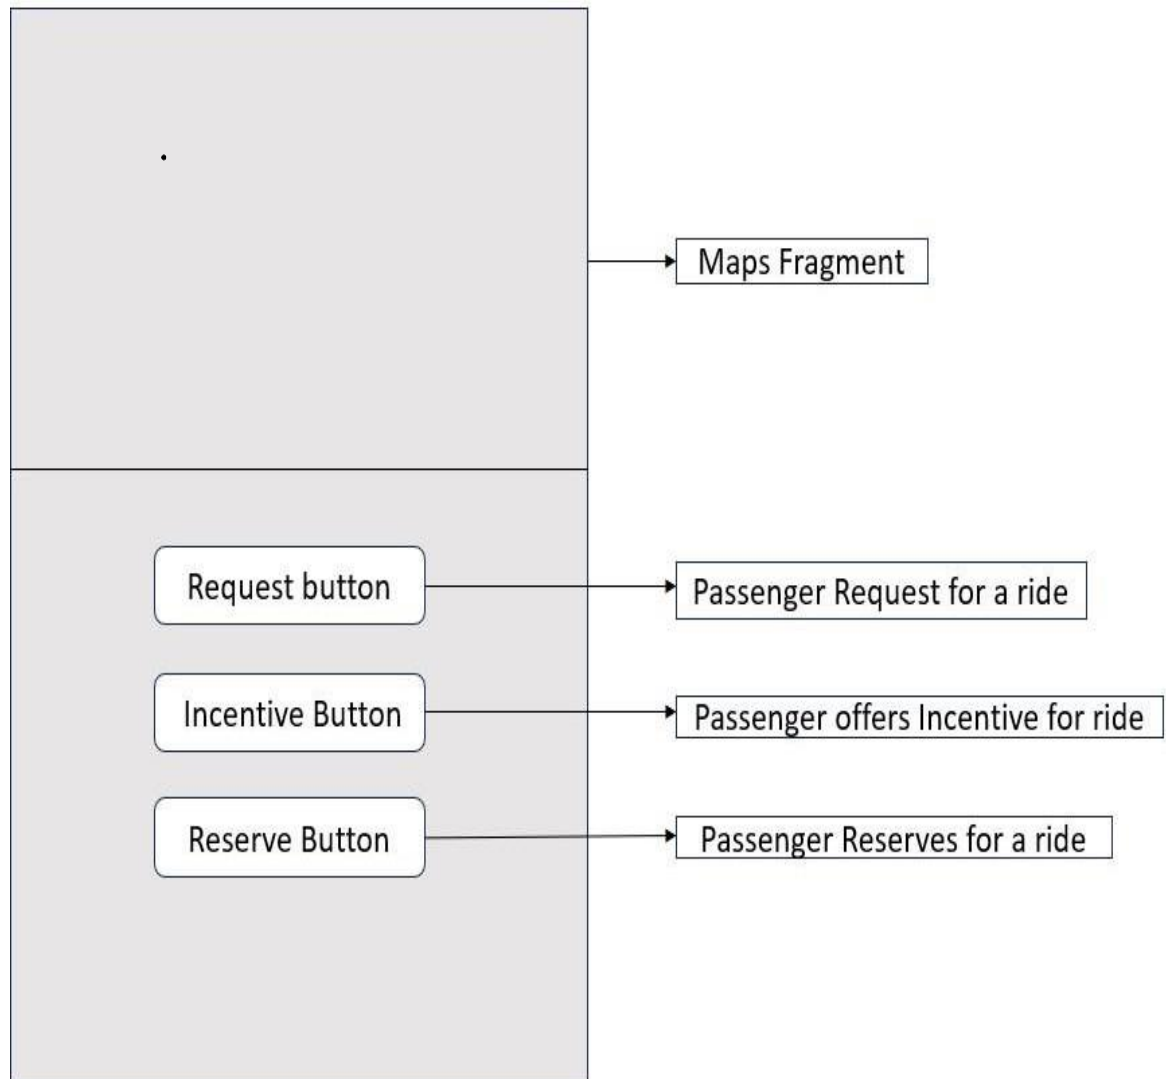 Maps Fragment
Request button
Passenger Request for a ride
Incentive Button
Passenger offers Incentive for ride
Reserve Button
Passenger Reserves for a ride